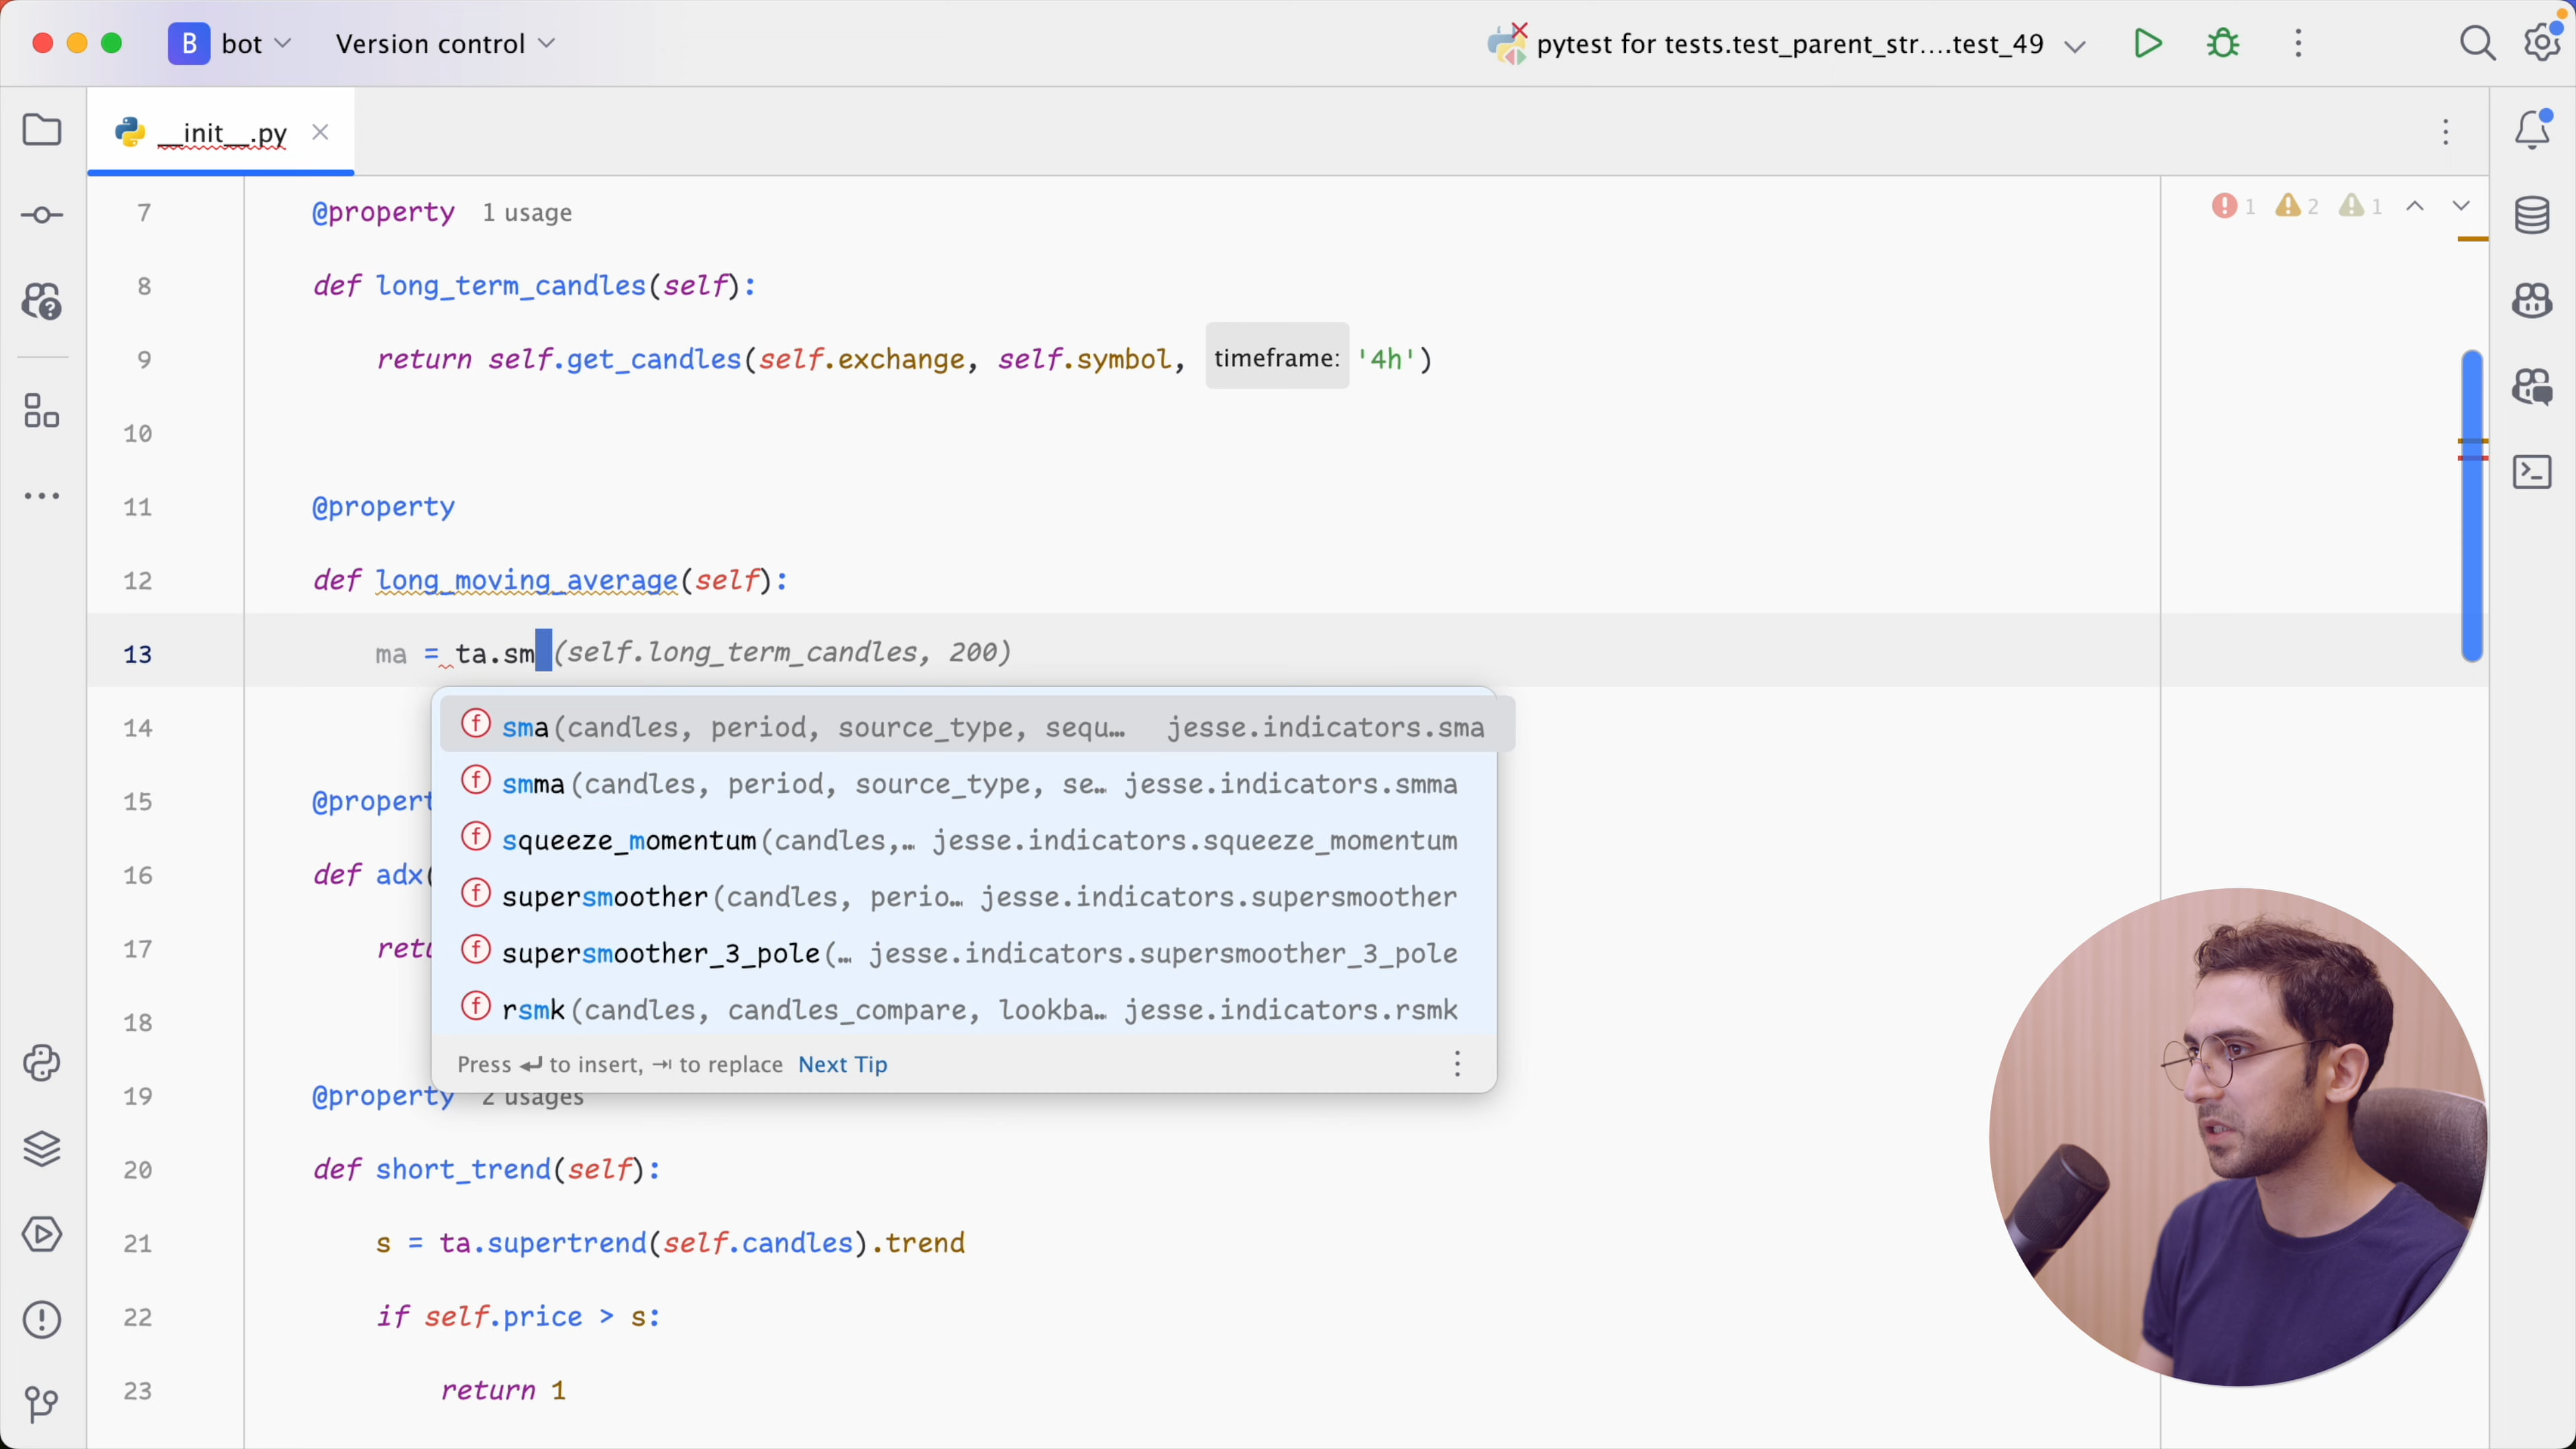 B bot Version control pytest for tests.test_parent_str....test_49
__init__.py
1 2 1
7 @property 1 usage
8 def long_term_candles(self):
9 return self.get_candles(self.exchange, self.symbol, timeframe: '4h')
10
11 @property
12 def long_moving_average(self):
13 ma = ta.sm(self.long_term_candles, 200)
14
sma(candles, period, source_type, sequ… jesse.indicators.sma
smma(candles, period, source_type, se… jesse.indicators.smma
15 @propert
squeeze_momentum(candles,… jesse.indicators.squeeze_momentum
16 def adx(
supersmoother(candles, perio… jesse.indicators.supersmoother
17 retu
supersmoother_3_pole(… jesse.indicators.supersmoother_3_pole
18
rsmk(candles, candles_compare, lookba… jesse.indicators.rsmk
Press ↵ to insert, ⇥ to replace Next Tip
19 @property 2 usages
20 def short_trend(self):
21 s = ta.supertrend(self.candles).trend
22 if self.price > s:
23 return 1